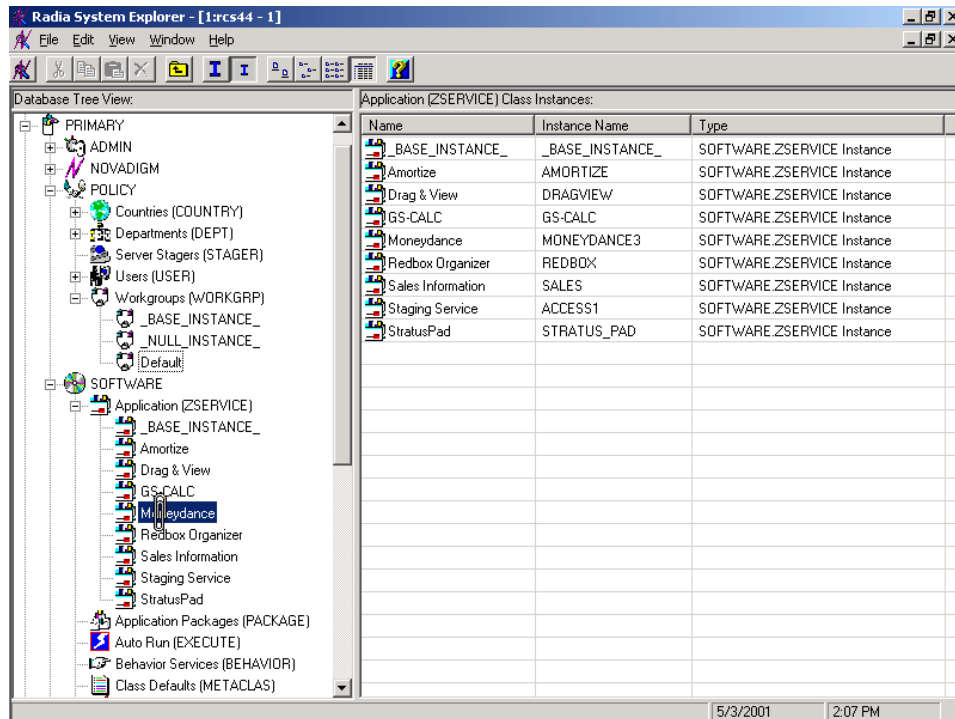 Radia System Explorer - [1:rcs44 - 1]
File Edit View Window Help
Database Tree View:
PRIMARY
ADMIN
NOVADIGM
POLICY
Countries (COUNTRY)
Departments (DEPT)
Server Stagers (STAGER)
Users (USER)
Workgroups (WORKGRP)
_BASE_INSTANCE_
_NULL_INSTANCE_
Default
SOFTWARE
Application (ZSERVICE)
_BASE_INSTANCE_
Amortize
Drag & View
GS-CALC
Moneydance
Redbox Organizer
Sales Information
Staging Service
StratusPad
Application Packages (PACKAGE)
Auto Run (EXECUTE)
Behavior Services (BEHAVIOR)
Class Defaults (METACLAS)
Application (ZSERVICE) Class Instances:
Name Instance Name Type
_BASE_INSTANCE_ _BASE_INSTANCE_ SOFTWARE.ZSERVICE Instance
Amortize AMORTIZE SOFTWARE.ZSERVICE Instance
Drag & View DRAGVIEW SOFTWARE.ZSERVICE Instance
GS-CALC GS-CALC SOFTWARE.ZSERVICE Instance
Moneydance MONEYDANCE3 SOFTWARE.ZSERVICE Instance
Redbox Organizer REDBOX SOFTWARE.ZSERVICE Instance
Sales Information SALES SOFTWARE.ZSERVICE Instance
Staging Service ACCESS1 SOFTWARE.ZSERVICE Instance
StratusPad STRATUS_PAD SOFTWARE.ZSERVICE Instance
5/3/2001 2:07 PM